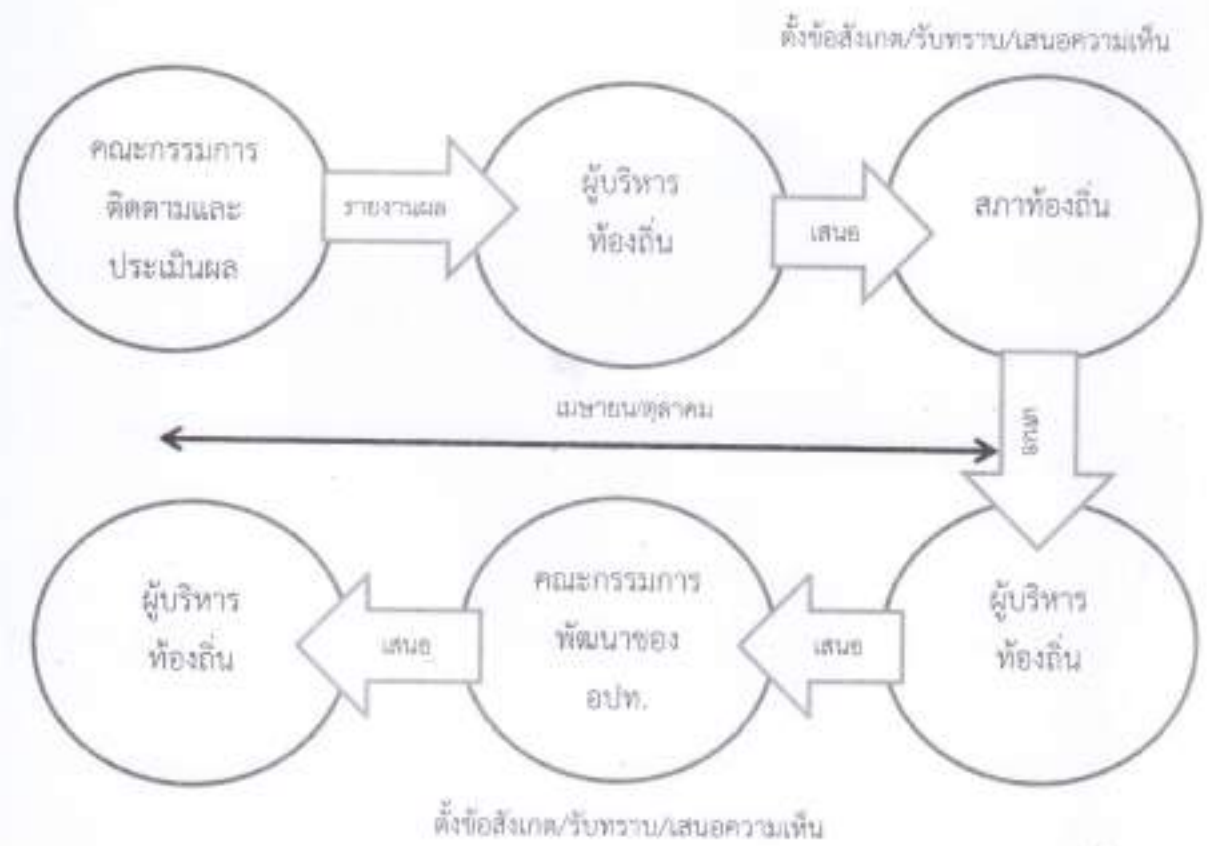 ตั้งข้อสังเกต/รับทราบ/เสนอความเห็น
คณะกรรมการ
ติดตามและ
ประเมินผล
รายงานผล
ผู้บริหาร
ท้องถิ่น
เสนอ
สภาท้องถิ่น
เมษายน/ตุลาคม
เสนอ
ผู้บริหาร
ท้องถิ่น
เสนอ
คณะกรรมการ
พัฒนาของ
อปท.
เสนอ
ผู้บริหาร
ท้องถิ่น
ตั้งข้อสังเกต/รับทราบ/เสนอความเห็น